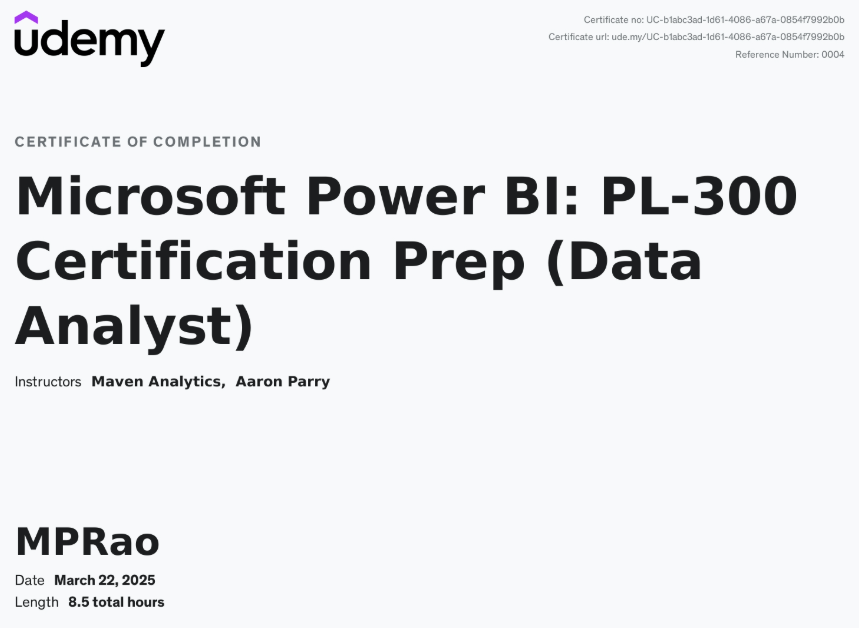 udemy
Certificate no: UC-b1abc3ad-1d61-4086-a67a-0854f7992b0b
Certificate url: ude.my/UC-b1abc3ad-1d61-4086-a67a-0854f7992b0b
Reference Number: 0004
CERTIFICATE OF COMPLETION
Microsoft Power BI: PL-300
Certification Prep (Data
Analyst)
Instructors Maven Analytics, Aaron Parry
MPRao
Date March 22, 2025
Length 8.5 total hours